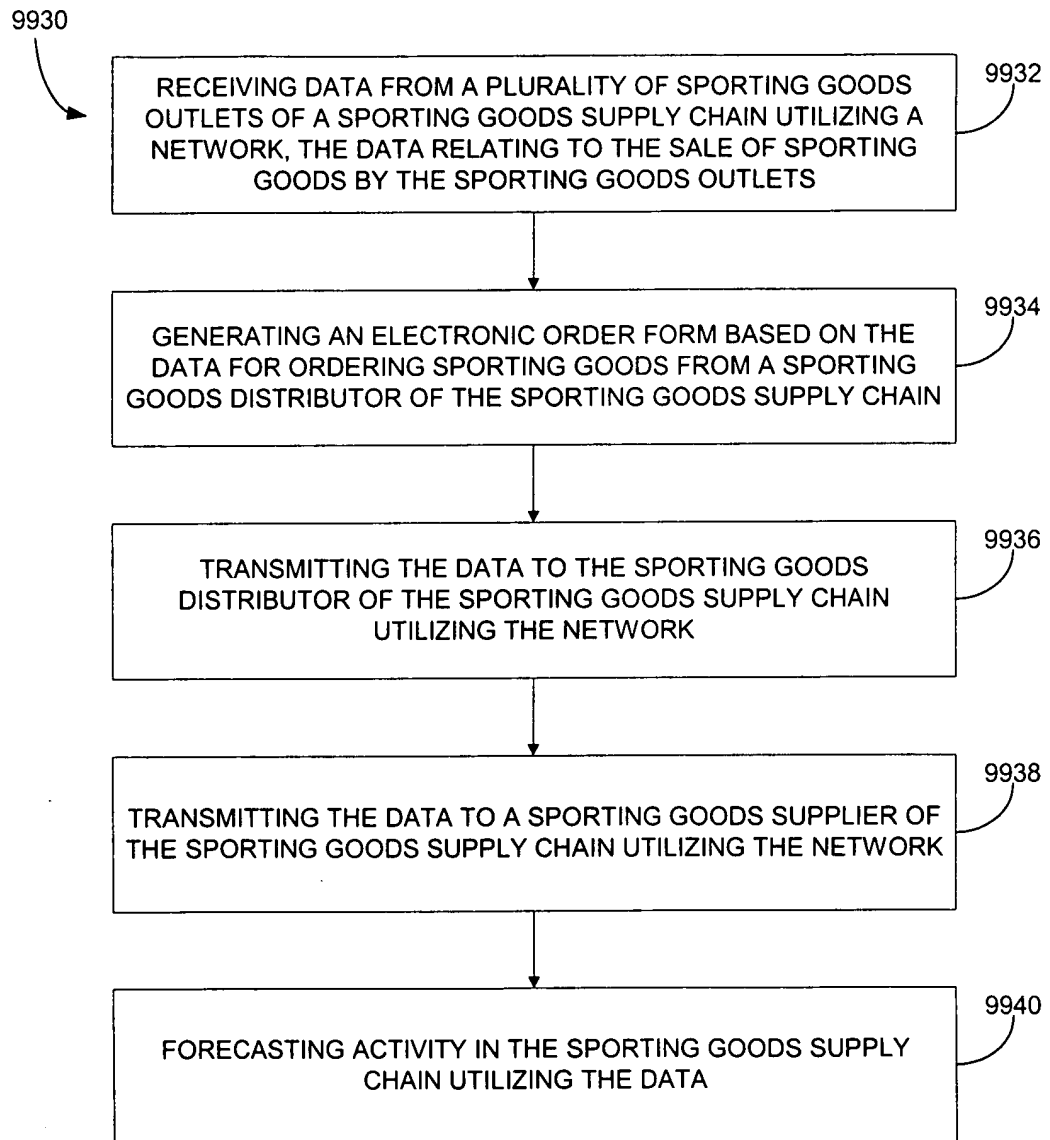 9930
9932
RECEIVING DATA FROM A PLURALITY OF SPORTING GOODS
OUTLETS OF A SPORTING GOODS SUPPLY CHAIN UTILIZING A
NETWORK, THE DATA RELATING TO THE SALE OF SPORTING
GOODS BY THE SPORTING GOODS OUTLETS
9934
GENERATING AN ELECTRONIC ORDER FORM BASED ON THE
DATA FOR ORDERING SPORTING GOODS FROM A SPORTING
GOODS DISTRIBUTOR OF THE SPORTING GOODS SUPPLY CHAIN
9936
TRANSMITTING THE DATA TO THE SPORTING GOODS
DISTRIBUTOR OF THE SPORTING GOODS SUPPLY CHAIN
UTILIZING THE NETWORK
9938
TRANSMITTING THE DATA TO A SPORTING GOODS SUPPLIER OF
THE SPORTING GOODS SUPPLY CHAIN UTILIZING THE NETWORK
9940
FORECASTING ACTIVITY IN THE SPORTING GOODS SUPPLY
CHAIN UTILIZING THE DATA